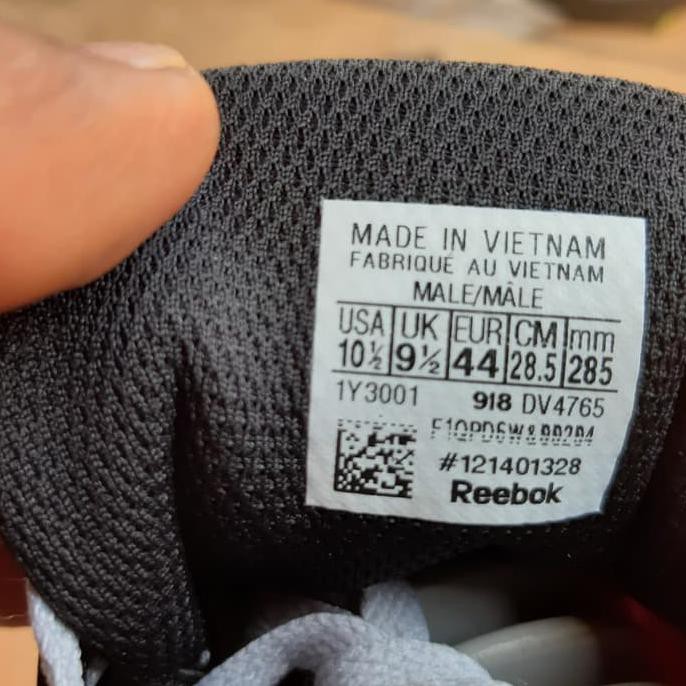 MADE IN VIETNAM
FABRIQUÉ AU VIETNAM
MALE/MÂLE
USA UK EUR CM mm
10½ 9½ 44 28.5 285
1Y3001 918 DV4765
#121401328
Reebok